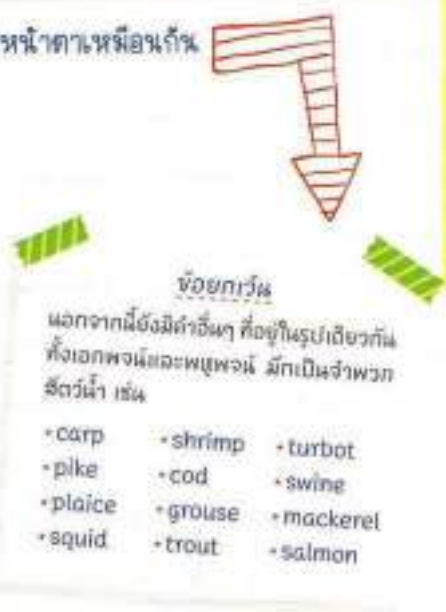 หน้าตาเหมือนกัน
ข้อยกเว้น
นอกจากนี้ยังมีคำอื่นๆ ที่อยู่ในรูปเดียวกัน
ทั้งเอกพจน์และพหูพจน์ มักเป็นจำพวก
สัตว์น้ำ เช่น
• carp • shrimp • turbot
• pike • cod • swine
• plaice • grouse • mackerel
• squid • trout • salmon